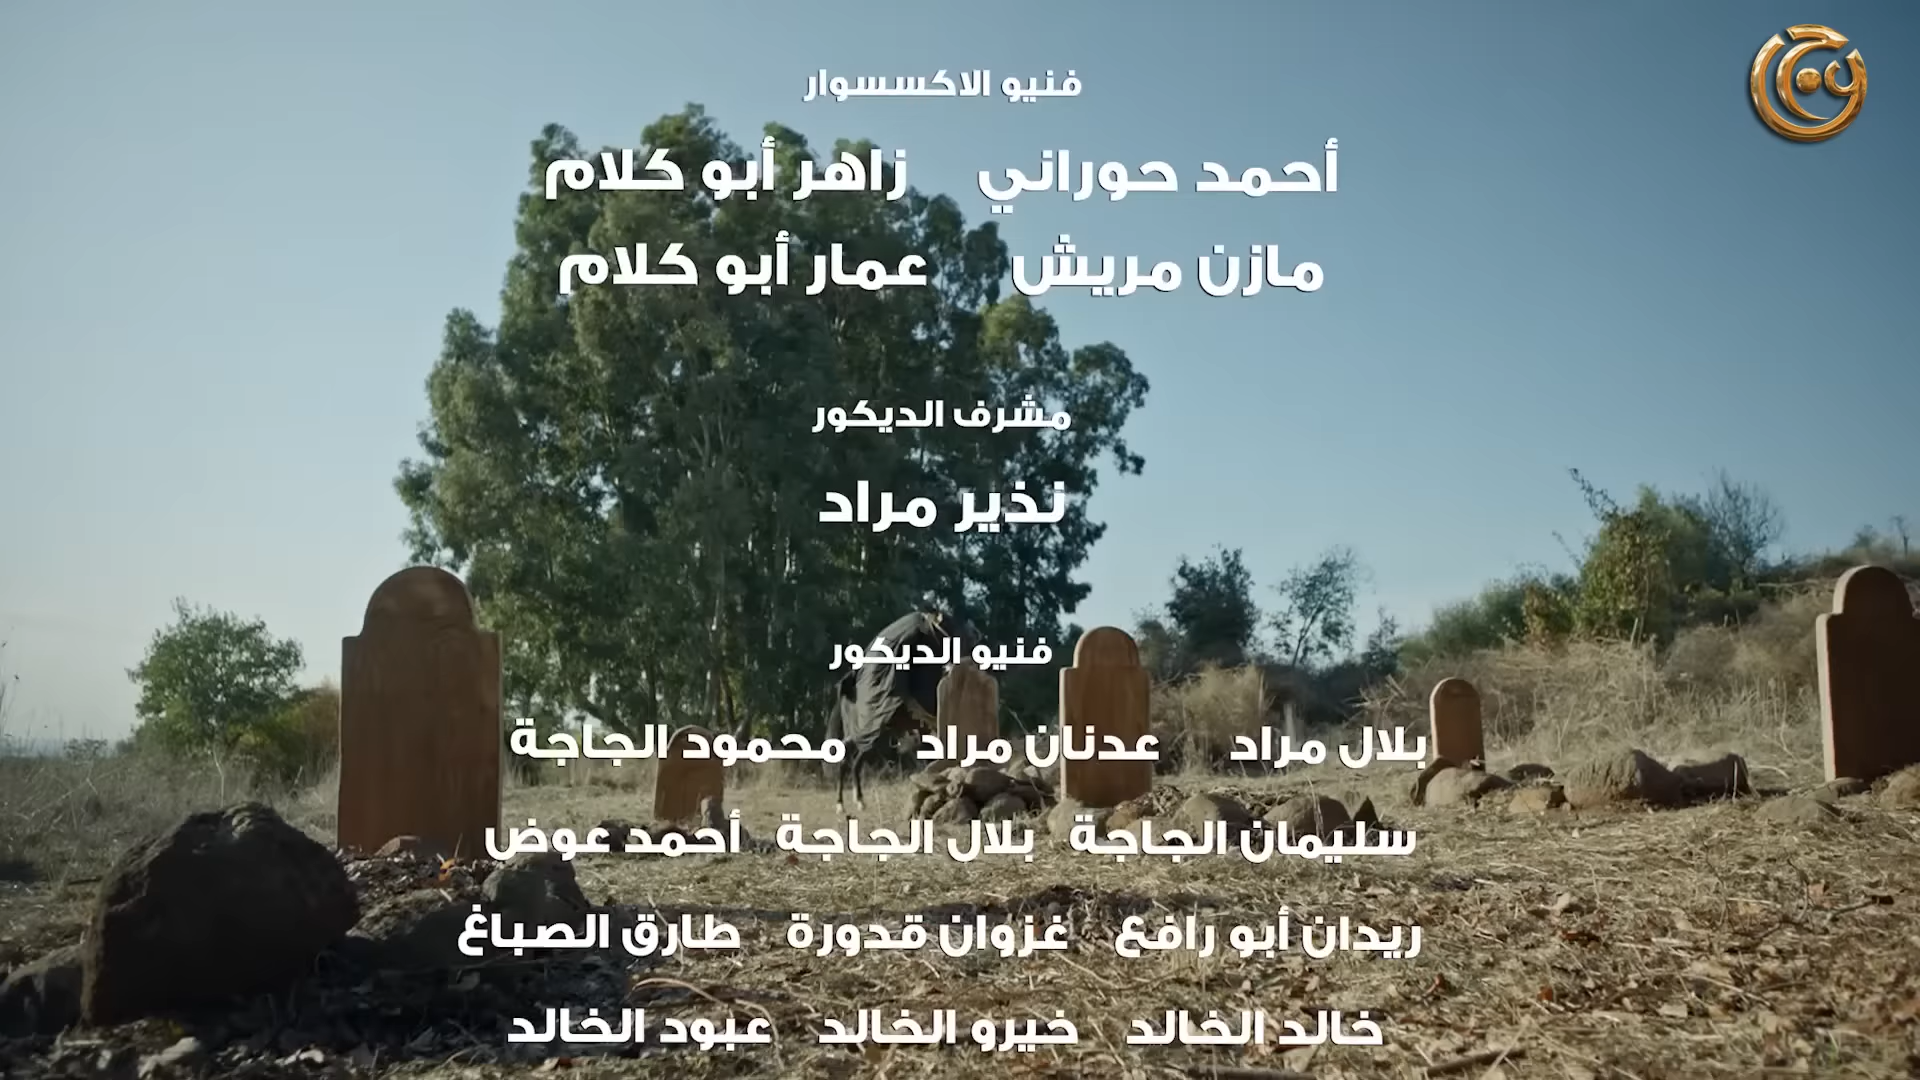 فنيو الاكسسوار
أحمد حوراني زاهر أبو كلام
مازن مريش عمار أبو كلام
مشرف الديكور
نذير مراد
فنيو الديكور
بلال مراد عدنان مراد محمود الجاجة
سليمان الجاجة بلال الجاجة أحمد عوض
ريدان أبو رافع غزوان قدورة طارق الصباغ
خالد الخالد خيرو الخالد عبود الخالد